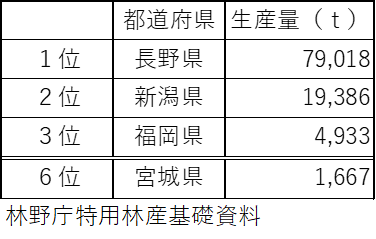 都道府県 生産量（ｔ）
１位 長野県 79,018
２位 新潟県 19,386
３位 福岡県 4,933
６位 宮城県 1,667
林野庁特用林産基礎資料